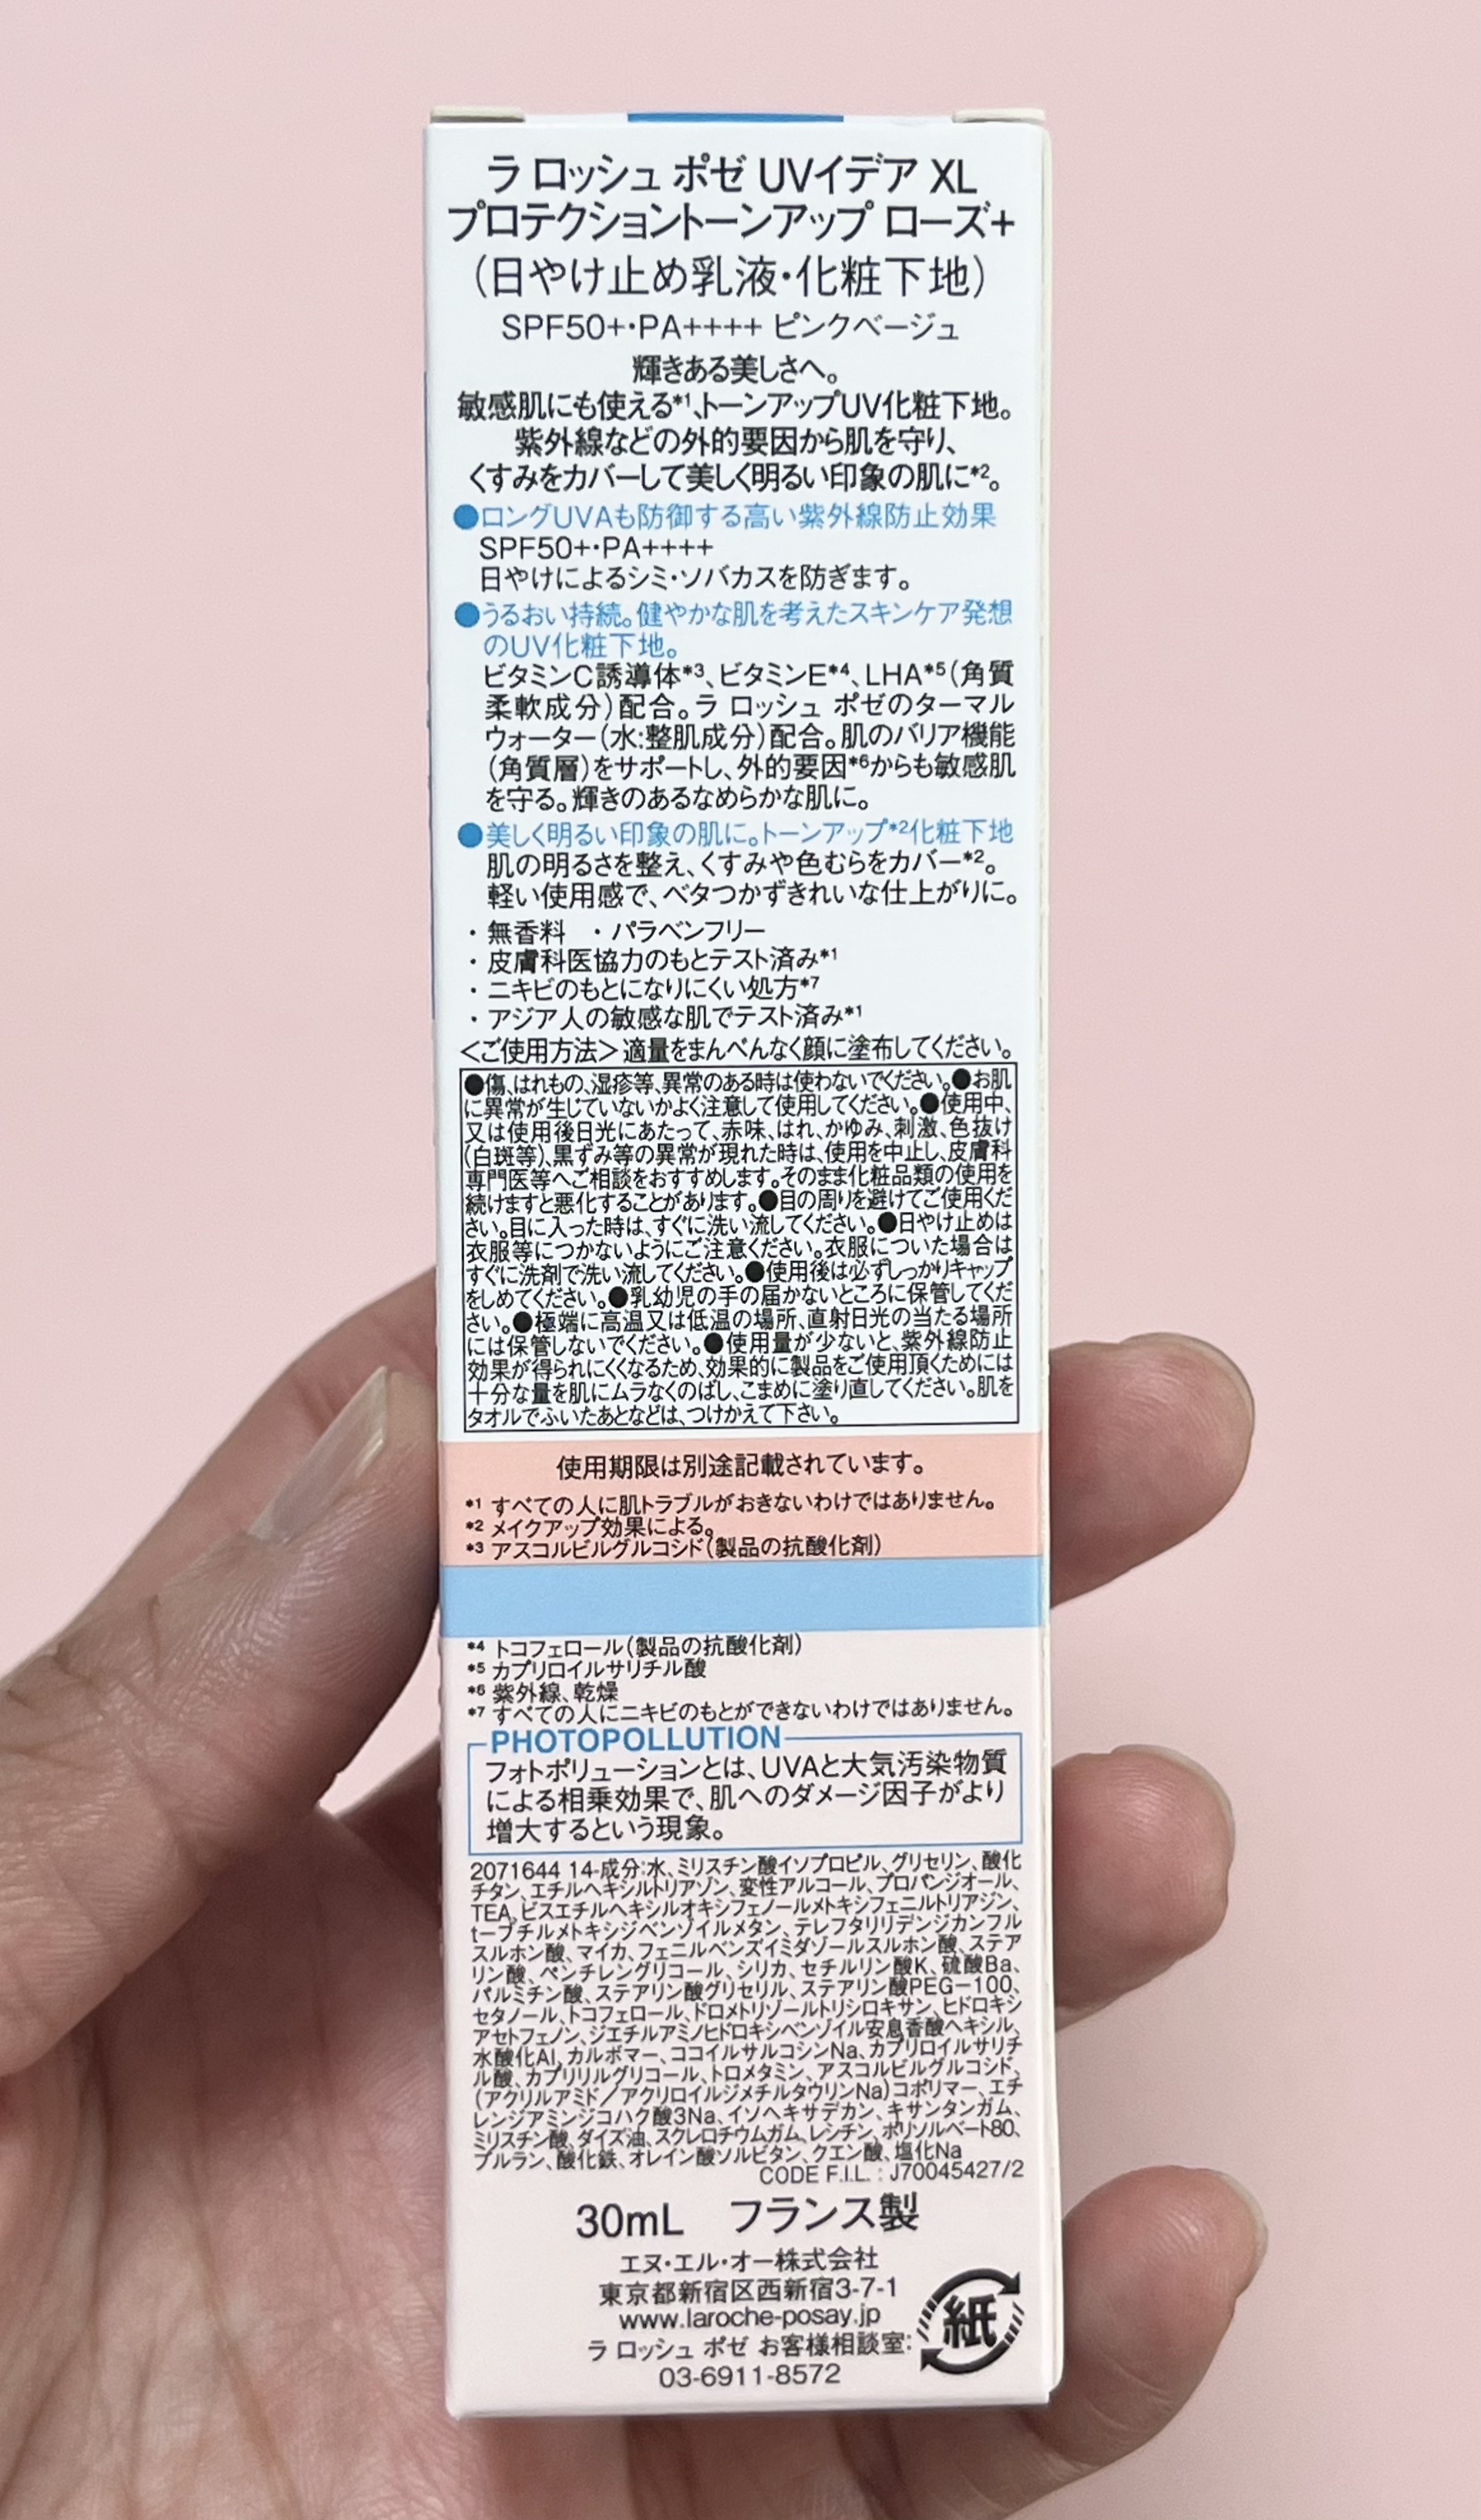 ラ ロッシュ ポゼ UVイデア XL
プロテクショントーンアップ ローズ+
(日やけ止め乳液・化粧下地)
SPF50+・PA++++ ピンクベージュ
輝きある美しさへ。
敏感肌にも使える*1、トーンアップUV化粧下地。
紫外線などの外的要因から肌を守り、
くすみをカバーして美しく明るい印象の肌に*2。
●ロングUVAも防御する高い紫外線防止効果
SPF50+・PA++++
日やけによるシミ・ソバカスを防ぎます。
●うるおい持続。健やかな肌を考えたスキンケア発想
のUV化粧下地。
ビタミンC誘導体*3、ビタミンE*4、LHA*5(角質
柔軟成分)配合。ラ ロッシュ ポゼのターマル
ウォーター(水:整肌成分)配合。肌のバリア機能
(角質層)をサポートし、外的要因*6からも敏感肌
を守る。輝きのあるなめらかな肌に。
●美しく明るい印象の肌に。トーンアップ*2化粧下地
肌の明るさを整え、くすみや色むらをカバー*2。
軽い使用感で、ベタつかずきれいな仕上がりに。
・無香料 ・パラベンフリー
・皮膚科医協力のもとテスト済み*1
・ニキビのもとになりにくい処方*7
・アジア人の敏感な肌でテスト済み*1
<ご使用方法>適量をまんべんなく顔に塗布してください。
●傷、はれもの、湿疹等、異常のある時は使わないでください。●お肌
に異常が生じていないかよく注意して使用してください。●使用中、
又は使用後日光にあたって、赤味、はれ、かゆみ、刺激、色抜け
(白斑等)、黒ずみ等の異常が現れた時は、使用を中止し、皮膚科
専門医等へご相談をおすすめします。そのまま化粧品類の使用を
続けますと悪化することがあります。●目の周りを避けてご使用くだ
さい。目に入った時は、すぐに洗い流してください。●日やけ止めは
衣服等につかないようにご注意ください。衣服についた場合は
すぐに洗剤で洗い流してください。●使用後は必ずしっかりキャップ
をしめてください。●乳幼児の手の届かないところに保管してくだ
さい。●極端に高温又は低温の場所、直射日光の当たる場所
には保管しないでください。●使用量が少ないと、紫外線防止
効果が得られにくくなるため、効果的に製品をご使用頂くためには
十分な量を肌にムラなくのばし、こまめに塗り直してください。肌を
タオルでふいたあとなどは、つけかえて下さい。
使用期限は別途記載されています。
*1 すべての人に肌トラブルがおきないわけではありません。
*2 メイクアップ効果による。
*3 アスコルビルグルコシド(製品の抗酸化剤)
*4 トコフェロール(製品の抗酸化剤)
*5 カプリロイルサリチル酸
*6 紫外線、乾燥
*7 すべての人にニキビのもとができないわけではありません。
PHOTOPOLLUTION
フォトポリューションとは、UVAと大気汚染物質
による相乗効果で、肌へのダメージ因子がより
増大するという現象。
2071644 14-成分:水、ミリスチン酸イソプロピル、グリセリン、酸化
チタン、エチルヘキシルトリアゾン、変性アルコール、プロパンジオール、
TEA、ビスエチルヘキシルオキシフェノールメトキシフェニルトリアジン、
t-ブチルメトキシジベンゾイルメタン、テレフタリリデンジカンフル
スルホン酸、マイカ、フェニルベンズイミダゾールスルホン酸、ステア
リン酸、ペンチレングリコール、シリカ、セチルリン酸K、硫酸Ba、
パルミチン酸、ステアリン酸グリセリル、ステアリン酸PEG-100、
セタノール、トコフェロール、ドロメトリゾールトリシロキサン、ヒドロキシ
アセトフェノン、ジエチルアミノヒドロキシベンゾイル安息香酸ヘキシル、
水酸化Al、カルボマー、ココイルサルコシンNa、カプリロイルサリチ
ル酸、カプリリルグリコール、トロメタミン、アスコルビルグルコシド、
(アクリルアミド/アクリロイルジメチルタウリンNa)コポリマー、エチ
レンジアミンジコハク酸3Na、イソヘキサデカン、キサンタンガム、
ミリスチン酸、ダイズ油、スクレロチウムガム、レシチン、ポリソルベート80、
プルラン、酸化鉄、オレイン酸ソルビタン、クエン酸、塩化Na
CODE F.I.L. : J70045427/2
30mL フランス製
エヌ・エル・オー株式会社
東京都新宿区西新宿3-7-1
www.laroche-posay.jp
ラ ロッシュ ポゼ お客様相談室:
03-6911-8572
紙